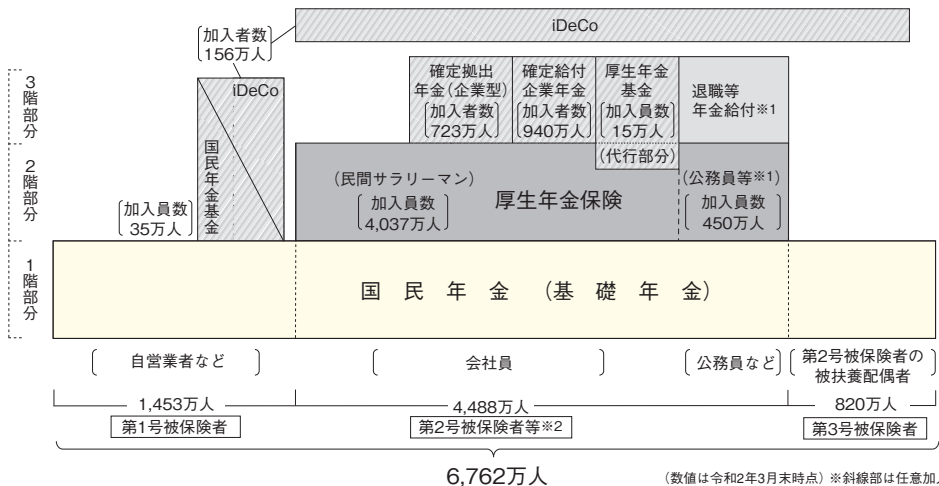 iDeCo
加入者数
156万人
iDeCo
国民年金基金
加入員数
35万人
3階部分
2階部分
1階部分
確定拠出
年金(企業型)
加入者数
723万人
確定給付
企業年金
加入者数
940万人
厚生年金
基金
加入員数
15万人
(代行部分)
退職等
年金給付※1
(民間サラリーマン)
加入員数
4,037万人
厚生年金保険
(公務員等※1)
加入員数
450万人
国民年金(基礎年金)
自営業者など
会社員
公務員など
第2号被保険者の
被扶養配偶者
1,453万人
第1号被保険者
4,488万人
第2号被保険者等※2
820万人
第3号被保険者
6,762万人
(数値は令和2年3月末時点) ※斜線部は任意加